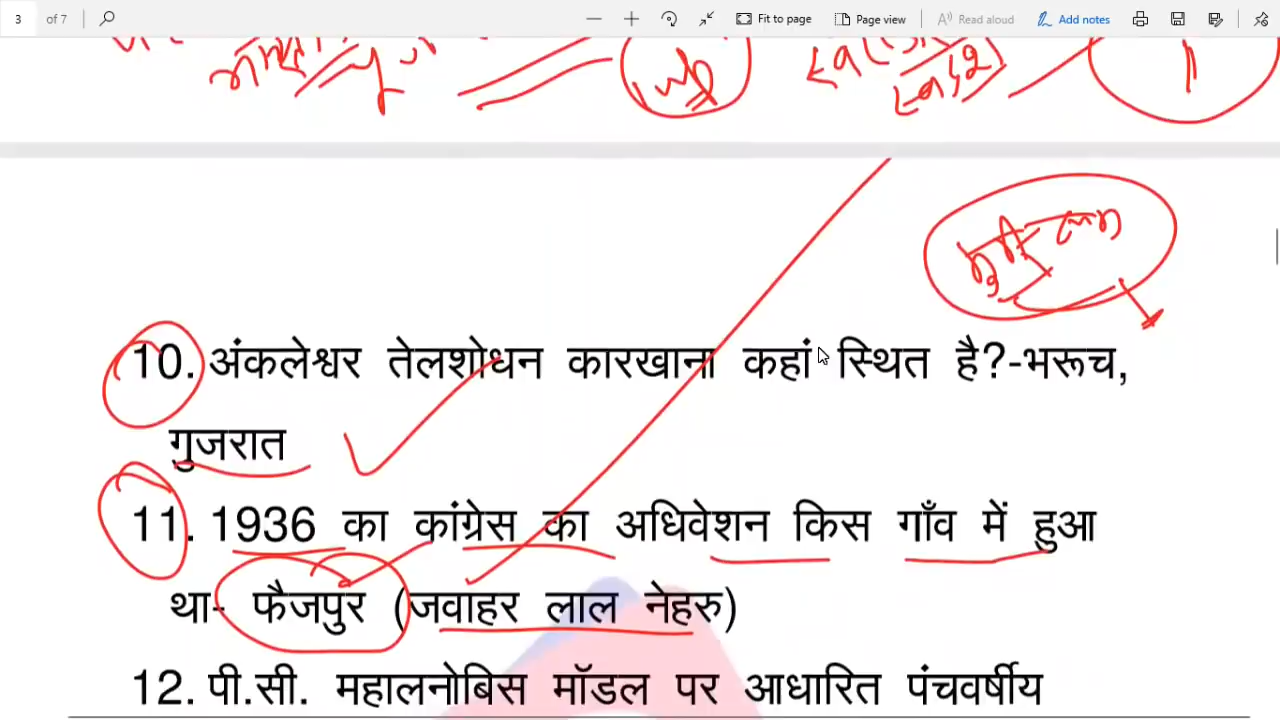 3 of 7 Fit to page Page view Read aloud Add notes
10. अंकलेश्वर तेलशोधन कारखाना कहां स्थित है?-भरूच,
गुजरात
11. 1936 का कांग्रेस का अधिवेशन किस गाँव में हुआ
था- फैजपुर (जवाहर लाल नेहरु)
12. पी.सी. महालनोबिस मॉडल पर आधारित पंचवर्षीय